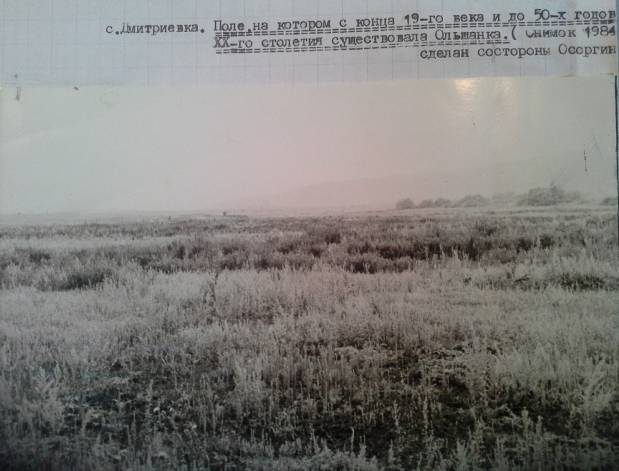 с.Дмитриевка. Поле на котором с конца 19-го века и до 50-х годов
XX-го столетия существовала Ольшанка.( Снимок 1984
сделан состороны Осоргин